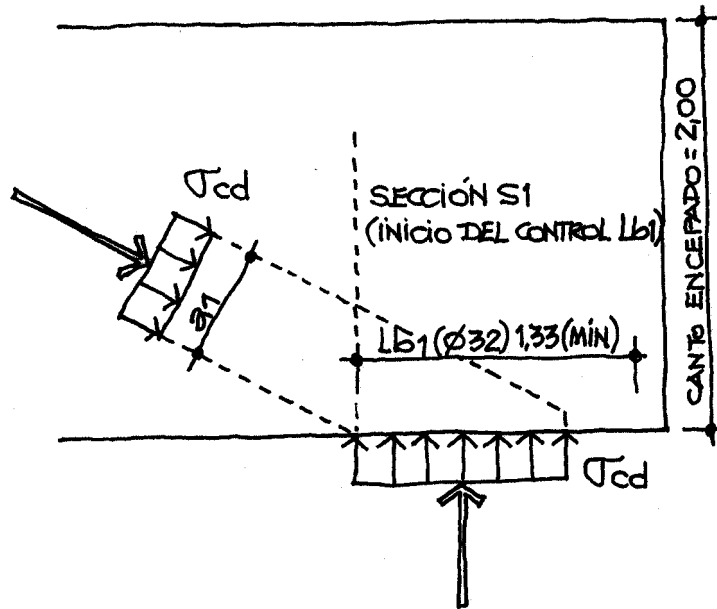 σcd
SECCIÓN S1
(INICIO DEL CONTROL Lb1)
a1
Lb1 (Ø32) 1,33 (MÍN)
σcd
CANTO ENCEPADO = 2,00